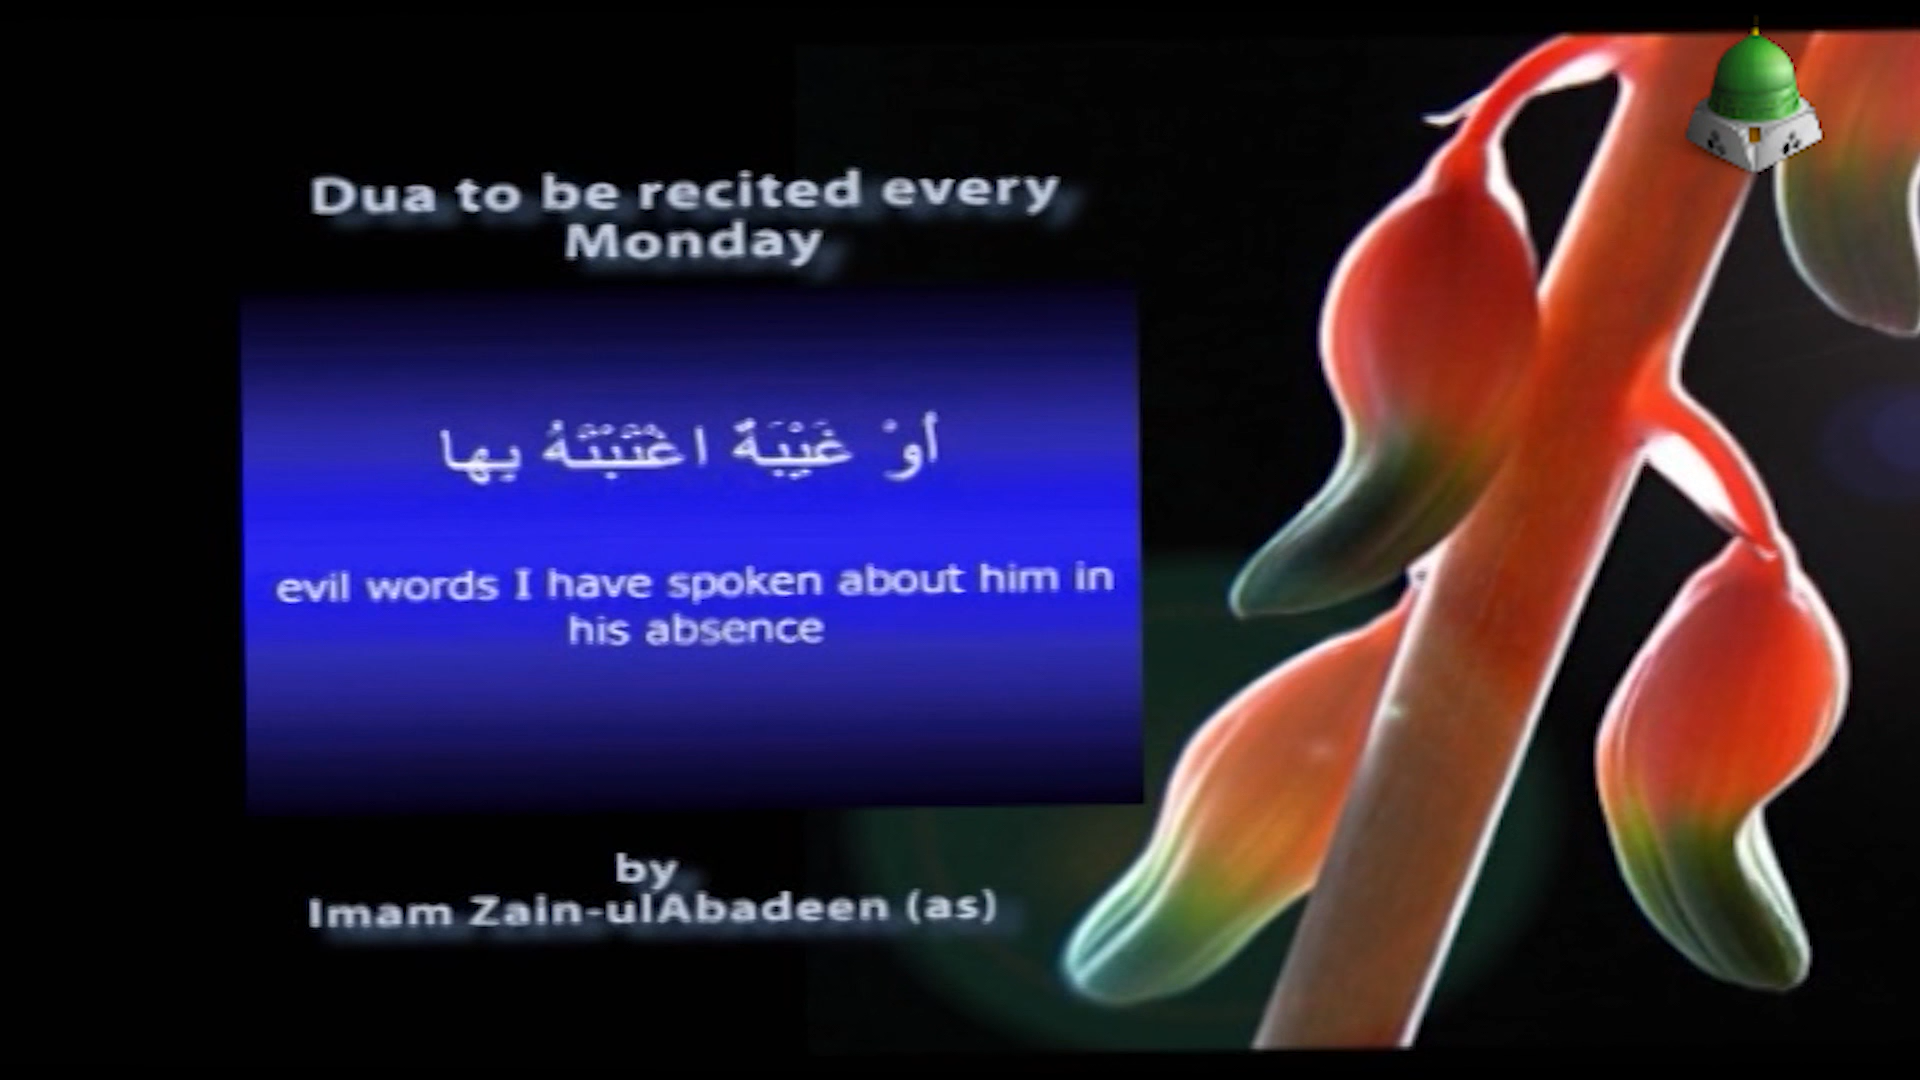 Dua to be recited every
Monday
أَوْ غَيْبَةٌ اغْتَبْتُهُ بِها
evil words I have spoken about him in
his absence
by
Imam Zain-ulAbadeen (as)